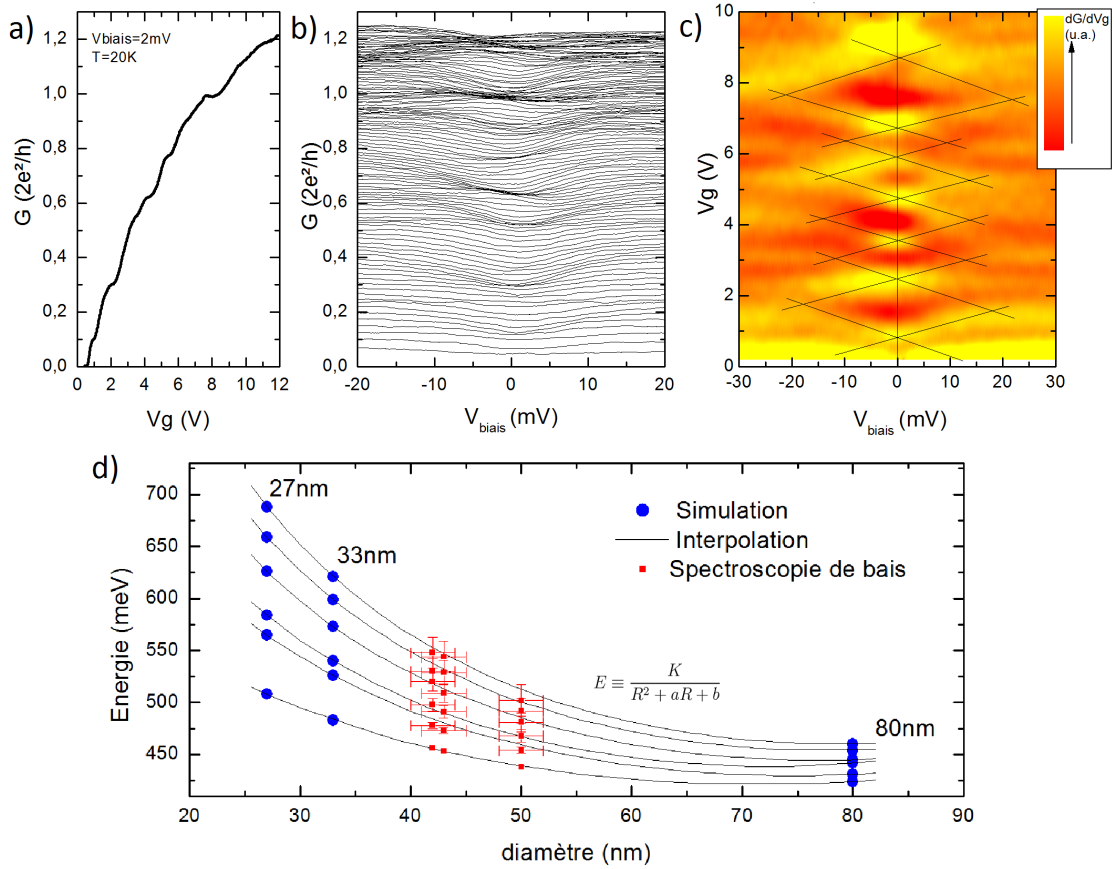 a)
Vbiais=2mV
T=20K
1,2
1,0
0,8
0,6
0,4
0,2
0,0
G (2e²/h)
0 2 4 6 8 10 12
Vg (V)
b)
1,2
1,0
0,8
0,6
0,4
0,2
0,0
G (2e²/h)
-20 -10 0 10 20
V_biais (mV)
c)
dG/dVg
(u.a.)
10
8
6
4
2
0
Vg (V)
-30 -20 -10 0 10 20 30
V_biais (mV)
d)
27nm
33nm
80nm
Simulation
Interpolation
Spectroscopie de bais
E ≡ K / (R² + aR + b)
700
650
600
550
500
450
Energie (meV)
20 30 40 50 60 70 80 90
diamètre (nm)